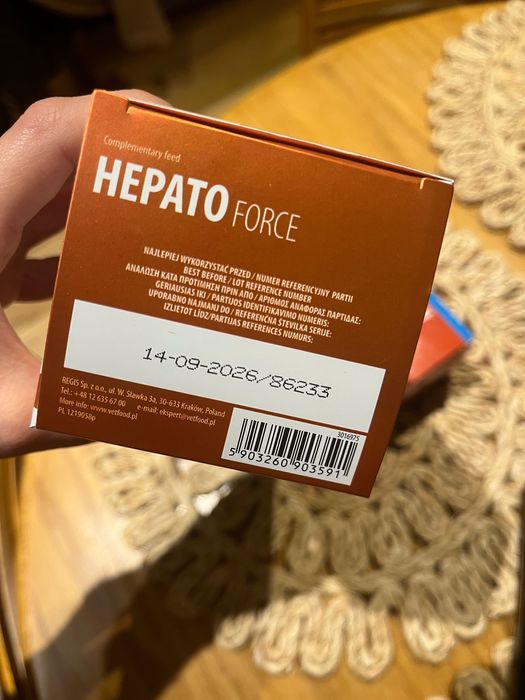 Complementary feed
HEPATO FORCE
NAJLEPIEJ WYKORZYSTAĆ PRZED / NUMER REFERENCYJNY PARTII
BEST BEFORE / LOT REFERENCE NUMBER
ΑΝΑΛΩΣΗ ΚΑΤΑ ΠΡΟΤΙΜΗΣΗ ΠΡΙΝ ΑΠΟ / ΑΡΙΘΜΟΣ ΑΝΑΦΟΡΑΣ ΠΑΡΤΙΔΑΣ:
GERIAUSIAS IKI / PARTIJOS IDENTIFIKAVIMO NUMERIS:
UPORABNO NAJMANJ DO / REFERENČNA ŠTEVILKA SERIJE:
IZLIETOT LĪDZ/PARTIJAS REFERENCES NUMURS:
14-09-2026/86233
REGIS Sp. z o.o., ul. W. Sławka 3a, 30-633 Kraków, Poland
Tel.: +48 12 635 67 00 e-mail: ekspert@vetfood.pl
More info: www.vetfood.pl
PL 1219058p
3016975
5 903260 903591